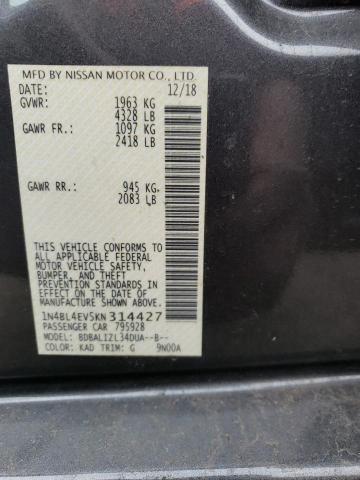 MFD BY NISSAN MOTOR CO., LTD.
DATE: 12/18
GVWR: 1963 KG
4328 LB
GAWR FR.: 1097 KG
2418 LB
GAWR RR.: 945 KG
2083 LB
THIS VEHICLE CONFORMS TO
ALL APPLICABLE FEDERAL
MOTOR VEHICLE SAFETY,
BUMPER, AND THEFT
PREVENTION STANDARDS IN
EFFECT ON THE DATE OF
MANUFACTURE SHOWN ABOVE.
1N4BL4EV5KN314427
PASSENGER CAR 795928
MODEL: BDBALIZL34DUA--B--
COLOR: KAD TRIM: G 9N00A